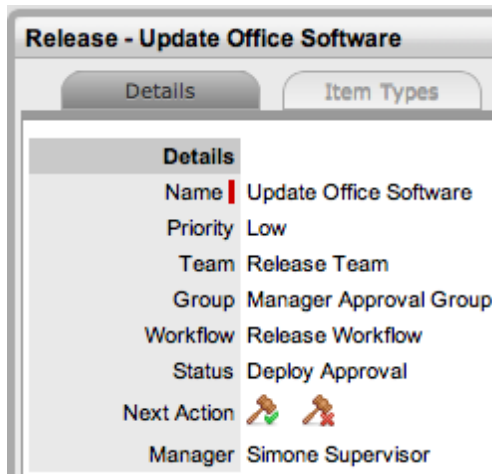 Release - Update Office Software
Details Item Types
Details
Name Update Office Software
Priority Low
Team Release Team
Group Manager Approval Group
Workflow Release Workflow
Status Deploy Approval
Next Action
Manager Simone Supervisor